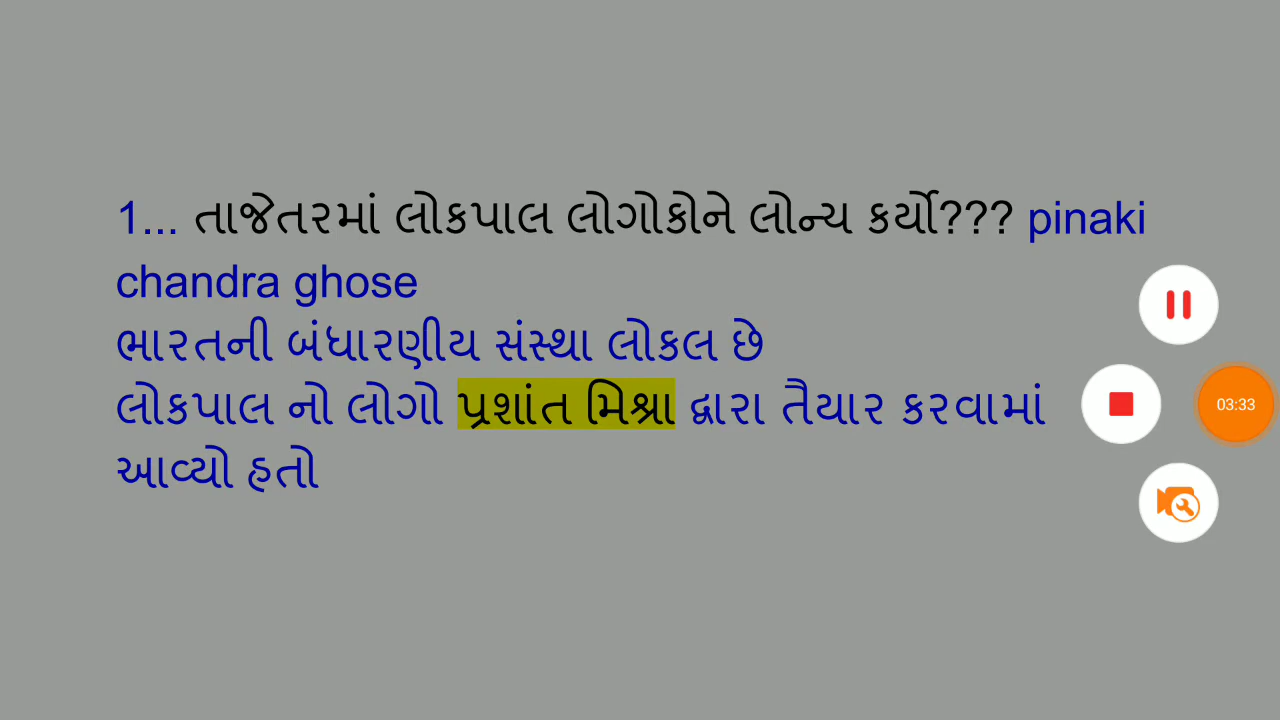 1... તાજેતરમાં લોકપાલ લોગોકોને લોન્ય કર્યો??? pinaki
chandra ghose
ભારતની બંધારણીય સંસ્થા લોકલ છે
લોકપાલ નો લોગો પ્રશાંત મિશ્રા દ્વારા તૈયાર કરવામાં
આવ્યો હતો
03:33